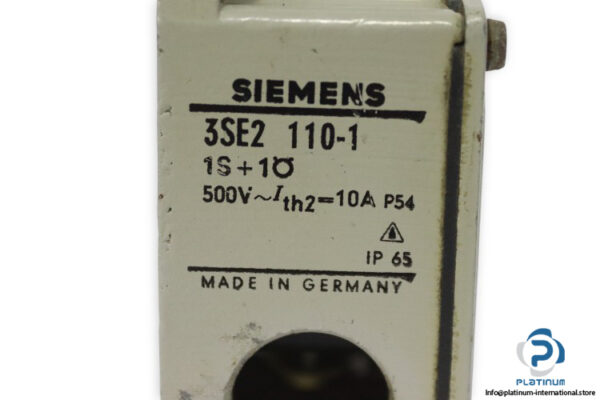 SIEMENS
3SE2 110-1
1S+1Ö
500V~Ith2=10A P54
IP 65
MADE IN GERMANY
PLATINUM
Info@platinum-international.store